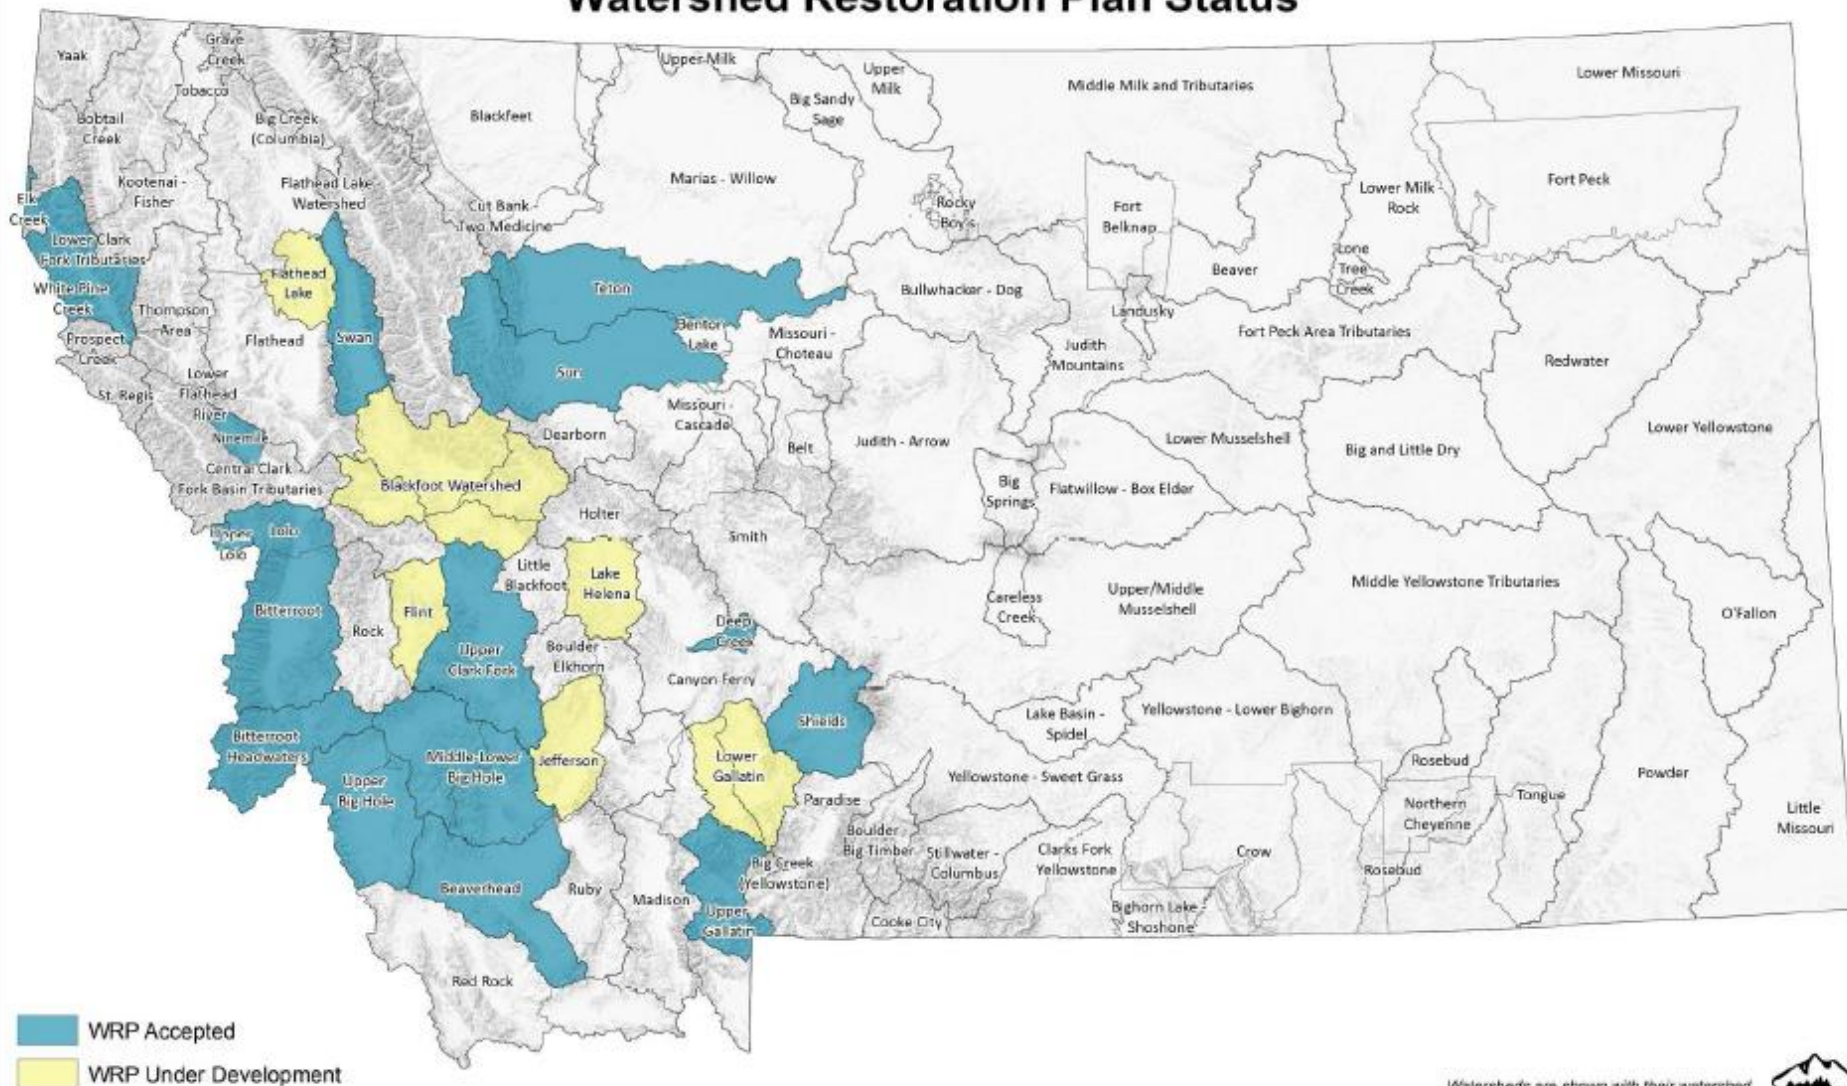 Watershed Restoration Plan Status
Yaak
Grave
Creek
Tobacco
Bobtail
Creek
Big Creek
(Columbia)
Blackfeet
Upper Milk
Big Sandy
Sage
Upper
Milk
Middle Milk and Tributaries
Lower Missouri
Elk
Creek
Kootenai -
Fisher
Flathead Lake -
Watershed
Cut Bank -
Two Medicine
Marias - Willow
Rocky
Boy's
Fort
Belknap
Lower Milk -
Rock
Fort Peck
Lower Clark
Fork Tributaries
White Pine
Creek
Prospect
Creek
Thompson
Area
Flathead
Lake
Flathead
Swan
Teton
Benton
Lake
Sun
Missouri -
Choteau
Bullwhacker - Dog
Landusky
Beaver
Lone
Tree
Creek
Judith
Mountains
Fort Peck Area Tributaries
Redwater
St. Regis
Lower
Flathead
River
Ninemile
Central Clark
Fork Basin Tributaries
Blackfoot Watershed
Dearborn
Missouri -
Cascade
Belt
Judith - Arrow
Big
Springs
Lower Musselshell
Flatwillow - Box Elder
Big and Little Dry
Lower Yellowstone
Upper
Lolo
Lolo
Holter
Smith
Little
Blackfoot
Lake
Helena
Bitterroot
Rock
Flint
Upper
Clark Fork
Boulder -
Elkhorn
Deep
Creek
Canyon Ferry
Careless
Creek
Upper/Middle
Musselshell
Middle Yellowstone Tributaries
O'Fallon
Bitterroot
Headwaters
Upper
Big Hole
Middle-Lower
Big Hole
Jefferson
Lower
Gallatin
Shields
Lake Basin -
Spidel
Yellowstone - Lower Bighorn
Yellowstone - Sweet Grass
Paradise
Rosebud
Northern
Cheyenne
Tongue
Powder
Little
Missouri
Beaverhead
Ruby
Madison
Big Creek
(Yellowstone)
Upper
Gallatin
Boulder -
Big Timber
Stillwater -
Columbus
Clarks Fork
Yellowstone
Crow
Rosebud
Cooke City
Bighorn Lake -
Shoshone
Red Rock
WRP Accepted
WRP Under Development
Watersheds are shown with their watershed